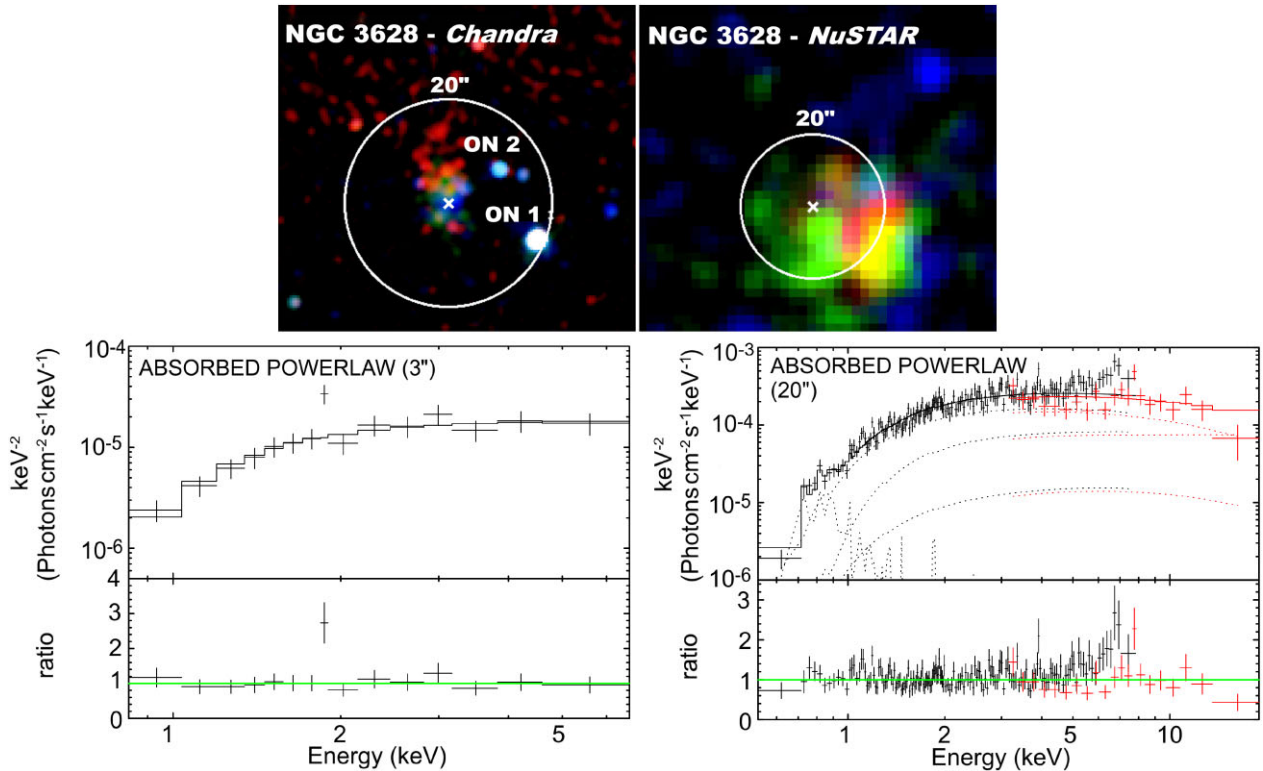 NGC 3628 - Chandra
20"
ON 2
ON 1
NGC 3628 - NuSTAR
20"
ABSORBED POWERLAW (3")
keV⁻²
(Photons cm⁻² s⁻¹ keV⁻¹)
10⁻⁴
10⁻⁵
10⁻⁶
ratio
4
3
2
1
0
1
2
5
Energy (keV)
ABSORBED POWERLAW
(20")
keV⁻²
(Photons cm⁻² s⁻¹ keV⁻¹)
10⁻³
10⁻⁴
10⁻⁵
10⁻⁶
ratio
3
2
1
0
1
2
5
10
Energy (keV)